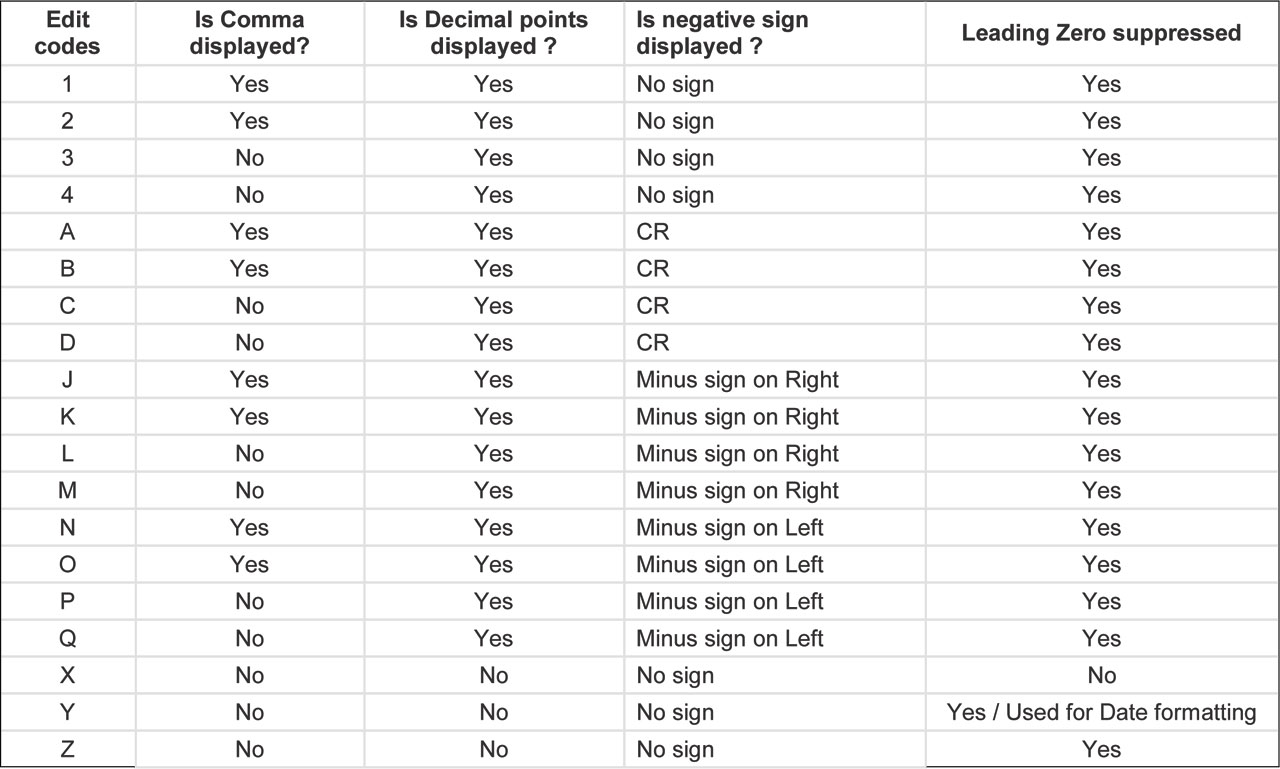 Edit codes Is Comma displayed? Is Decimal points displayed ? Is negative sign displayed ? Leading Zero suppressed
1 Yes Yes No sign Yes
2 Yes Yes No sign Yes
3 No Yes No sign Yes
4 No Yes No sign Yes
A Yes Yes CR Yes
B Yes Yes CR Yes
C No Yes CR Yes
D No Yes CR Yes
J Yes Yes Minus sign on Right Yes
K Yes Yes Minus sign on Right Yes
L No Yes Minus sign on Right Yes
M No Yes Minus sign on Right Yes
N Yes Yes Minus sign on Left Yes
O Yes Yes Minus sign on Left Yes
P No Yes Minus sign on Left Yes
Q No Yes Minus sign on Left Yes
X No No No sign No
Y No No No sign Yes / Used for Date formatting
Z No No No sign Yes